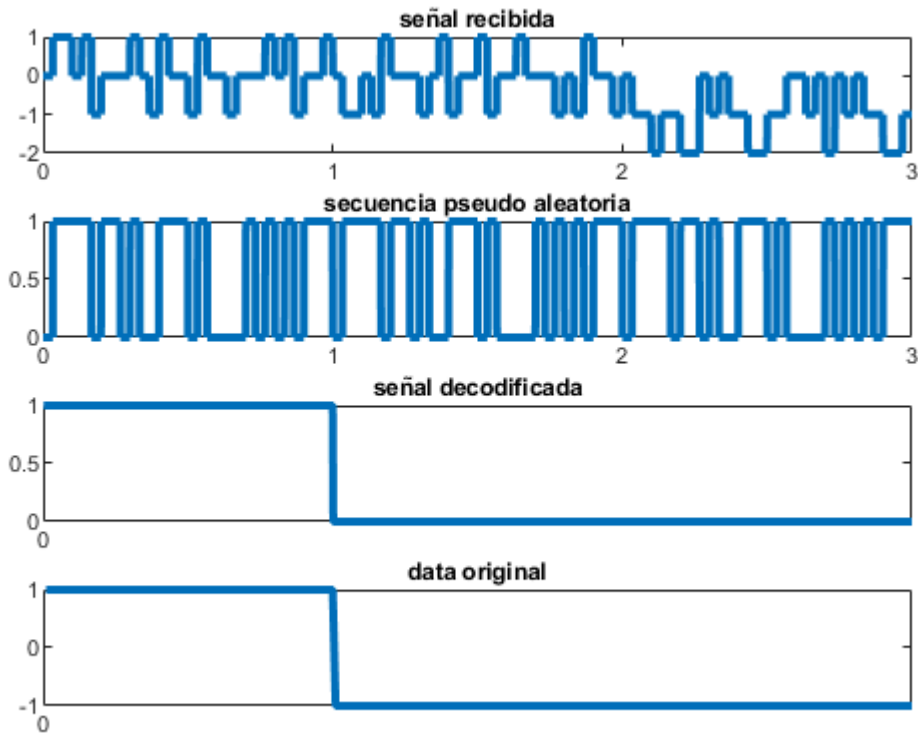 señal recibida
1
0
-1
-2
0 1 2 3
secuencia pseudo aleatoria
1
0.5
0
0 1 2 3
señal decodificada
1
0.5
0
0
data original
1
0
-1
0